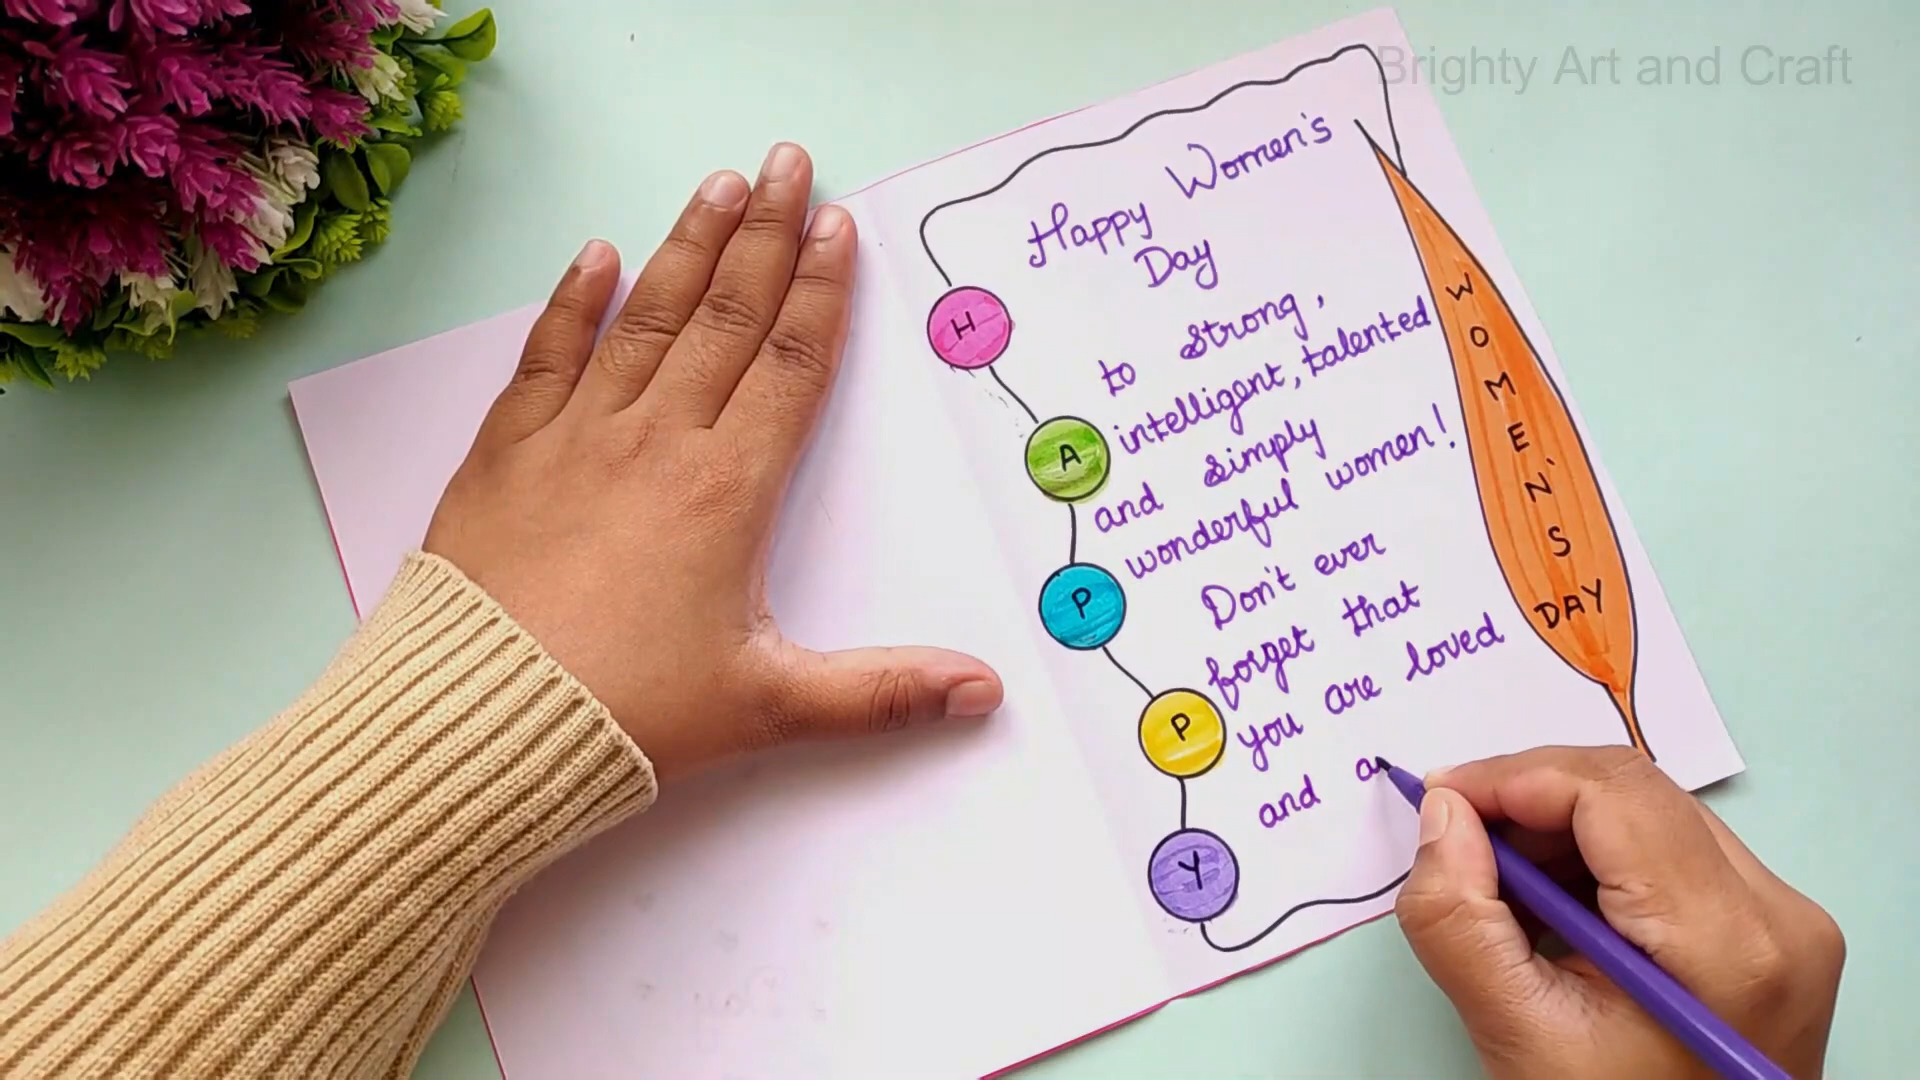 Brighty Art and Craft
Happy Women's
Day
to strong,
intelligent, talented
and simply
wonderful women!
Don't ever
forget that
you are loved
and
H
A
P
P
Y
W
O
M
E
N'
S
DAY